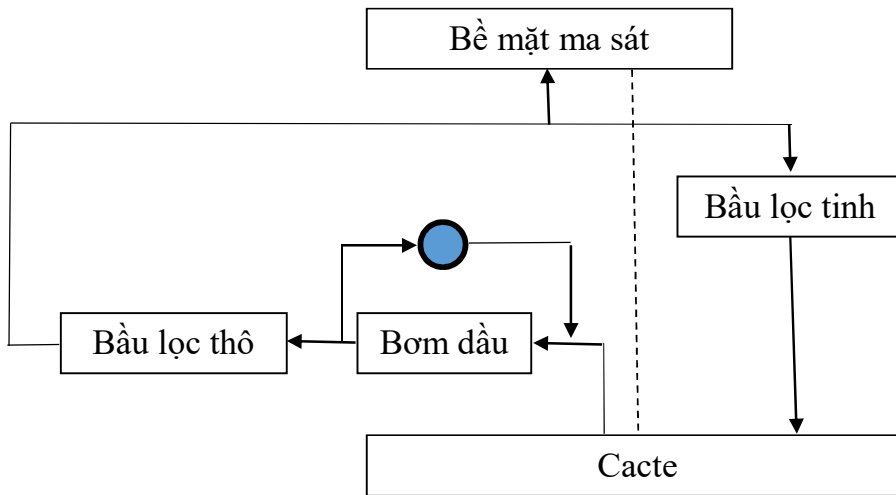 Bề mặt ma sát
Bầu lọc tinh
Bầu lọc thô
Bơm dầu
Cacte